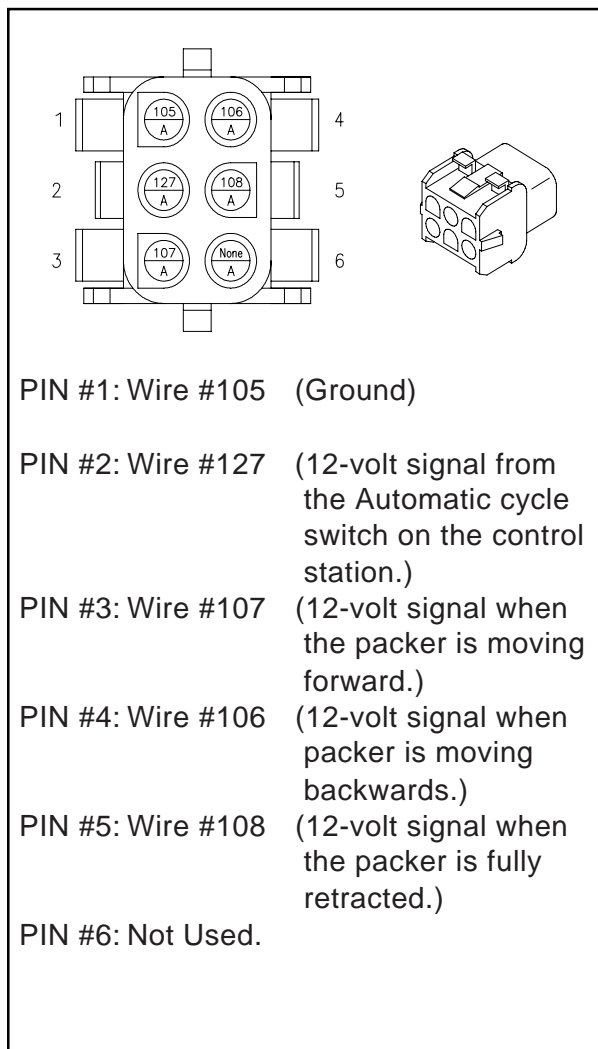 1 105 A 106 A 4
2 127 A 108 A 5
3 107 A None A 6
PIN #1: Wire #105 (Ground)
PIN #2: Wire #127 (12-volt signal from
the Automatic cycle
switch on the control
station.)
PIN #3: Wire #107 (12-volt signal when
the packer is moving
forward.)
PIN #4: Wire #106 (12-volt signal when
packer is moving
backwards.)
PIN #5: Wire #108 (12-volt signal when
the packer is fully
retracted.)
PIN #6: Not Used.